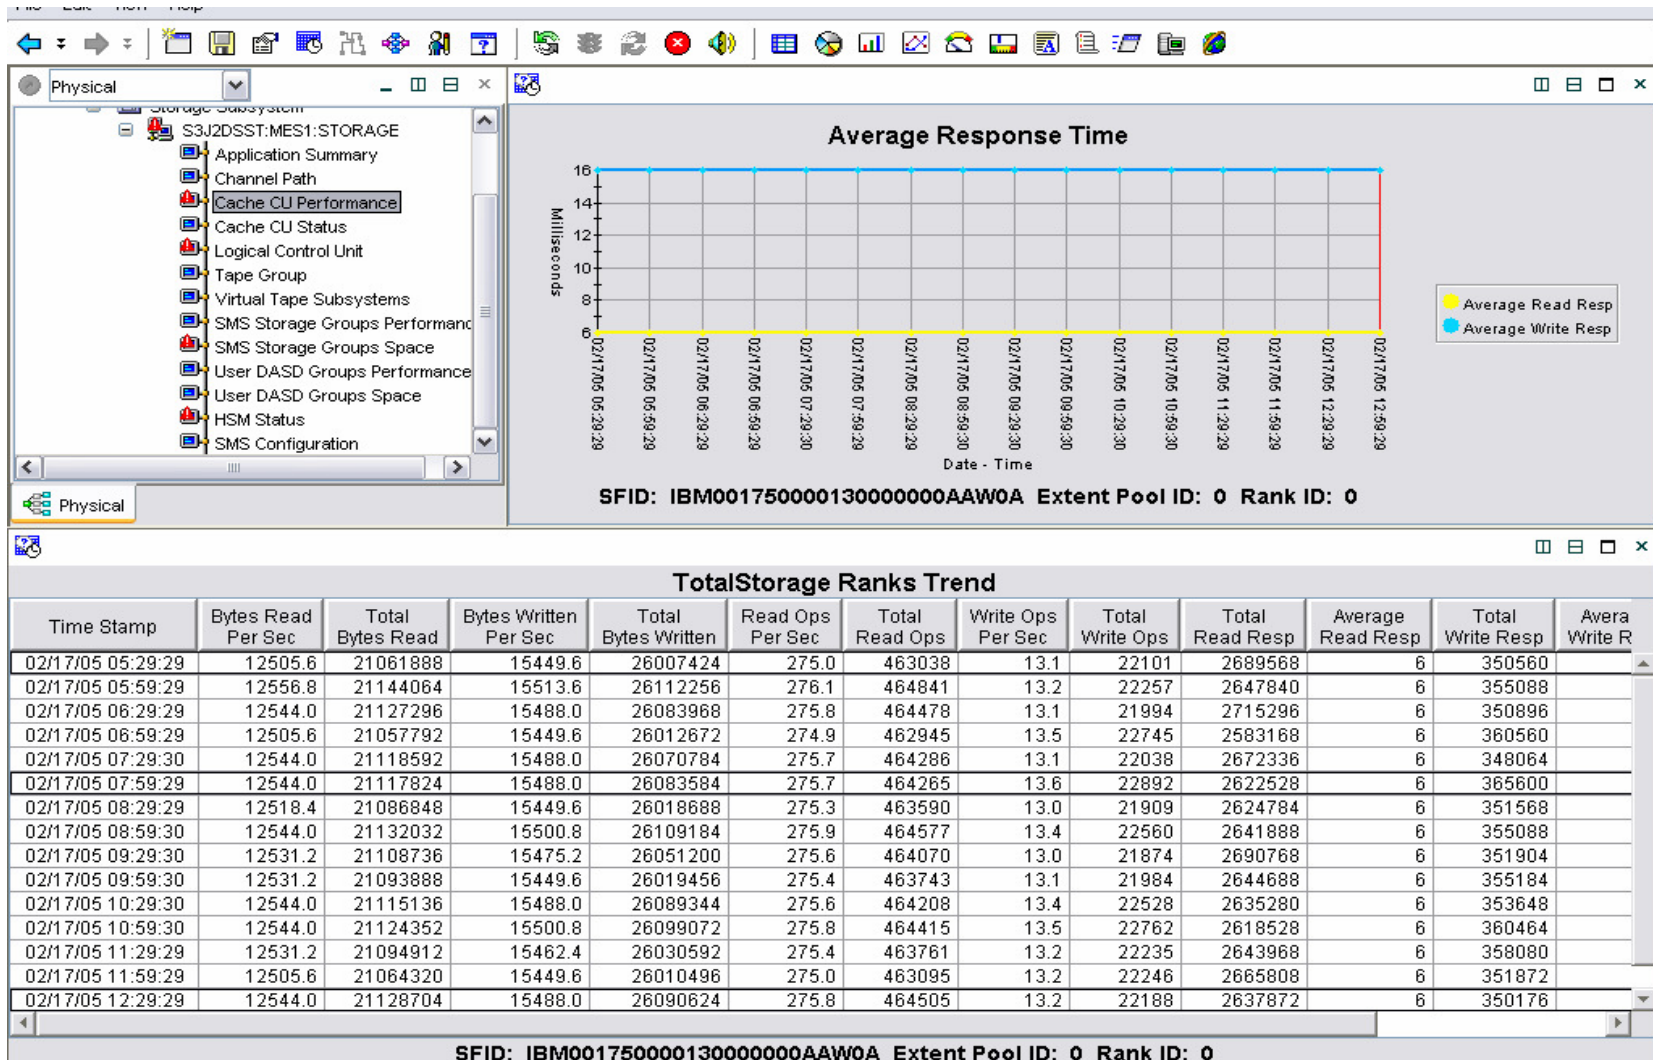 File Edit View Help
Physical
Storage Subsystem
S3J2DSST:MES1:STORAGE
Application Summary
Channel Path
Cache CU Performance
Cache CU Status
Logical Control Unit
Tape Group
Virtual Tape Subsystems
SMS Storage Groups Performanc
SMS Storage Groups Space
User DASD Groups Performance
User DASD Groups Space
HSM Status
SMS Configuration
Physical
Average Response Time
Milliseconds
16
14
12
10
8
6
02/17/05 05:29:29
02/17/05 05:59:29
02/17/05 06:29:29
02/17/05 06:59:29
02/17/05 07:29:30
02/17/05 07:59:29
02/17/05 08:29:29
02/17/05 08:59:30
02/17/05 09:29:30
02/17/05 09:59:30
02/17/05 10:29:30
02/17/05 10:59:30
02/17/05 11:29:29
02/17/05 11:59:29
02/17/05 12:29:29
02/17/05 12:59:29
Date - Time
Average Read Resp
Average Write Resp
SFID: IBM001750000130000000AAW0A Extent Pool ID: 0 Rank ID: 0
TotalStorage Ranks Trend
Time Stamp Bytes Read Per Sec Total Bytes Read Bytes Written Per Sec Total Bytes Written Read Ops Per Sec Total Read Ops Write Ops Per Sec Total Write Ops Total Read Resp Average Read Resp Total Write Resp Avera Write R
02/17/05 05:29:29 12505.6 21061888 15449.6 26007424 275.0 463038 13.1 22101 2689568 6 350560
02/17/05 05:59:29 12556.8 21144064 15513.6 26112256 276.1 464841 13.2 22257 2647840 6 355088
02/17/05 06:29:29 12544.0 21127296 15488.0 26083968 275.8 464478 13.1 21994 2715296 6 350896
02/17/05 06:59:29 12505.6 21057792 15449.6 26012672 274.9 462945 13.5 22745 2583168 6 360560
02/17/05 07:29:30 12544.0 21118592 15488.0 26070784 275.7 464286 13.1 22038 2672336 6 348064
02/17/05 07:59:29 12544.0 21117824 15488.0 26083584 275.7 464265 13.6 22892 2622528 6 365600
02/17/05 08:29:29 12518.4 21086848 15449.6 26018688 275.3 463590 13.0 21909 2624784 6 351568
02/17/05 08:59:30 12544.0 21132032 15500.8 26109184 275.9 464577 13.4 22560 2641888 6 355088
02/17/05 09:29:30 12531.2 21108736 15475.2 26051200 275.6 464070 13.0 21874 2690768 6 351904
02/17/05 09:59:30 12531.2 21093888 15449.6 26019456 275.4 463743 13.1 21984 2644688 6 355184
02/17/05 10:29:30 12544.0 21115136 15488.0 26089344 275.6 464208 13.4 22528 2635280 6 353648
02/17/05 10:59:30 12544.0 21124352 15500.8 26099072 275.8 464415 13.5 22762 2618528 6 360464
02/17/05 11:29:29 12531.2 21094912 15462.4 26030592 275.4 463761 13.2 22235 2643968 6 358080
02/17/05 11:59:29 12505.6 21064320 15449.6 26010496 275.0 463095 13.2 22246 2665808 6 351872
02/17/05 12:29:29 12544.0 21128704 15488.0 26090624 275.8 464505 13.2 22188 2637872 6 350176
SFID: IBM001750000130000000AAW0A Extent Pool ID: 0 Rank ID: 0